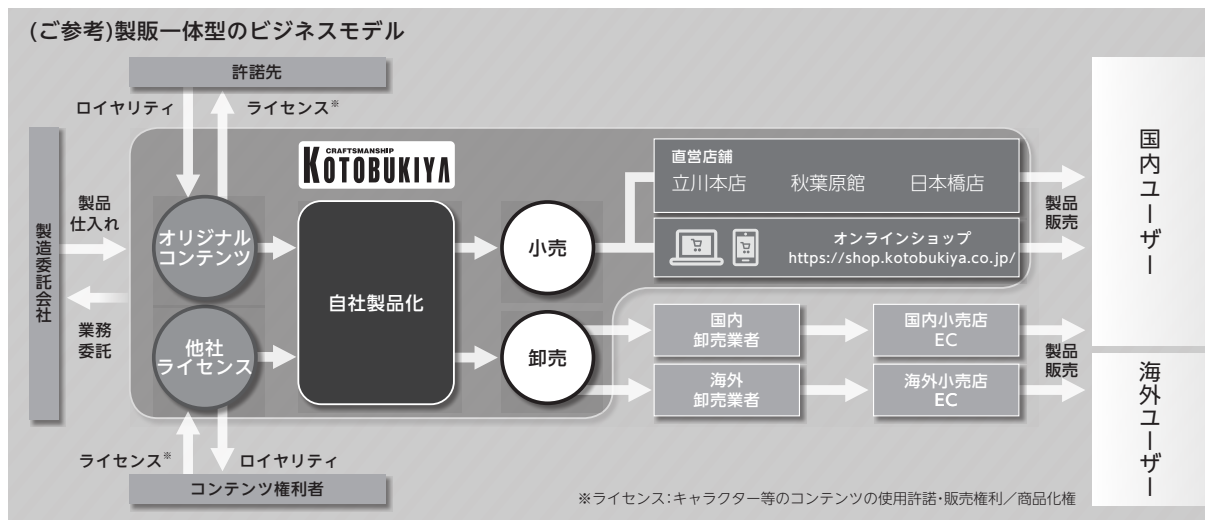 (ご参考)製販一体型のビジネスモデル
許諾先
ロイヤリティ
ライセンス※
CRAFTSMANSHIP
KOTOBUKIYA
直営店舗
立川本店
秋葉原館
日本橋店
製品
仕入れ
製造委託会社
業務
委託
オリジナル
コンテンツ
他社
ライセンス
自社製品化
小売
卸売
オンラインショップ
https://shop.kotobukiya.co.jp/
製品
販売
国内ユーザー
国内
卸売業者
国内小売店
EC
海外
卸売業者
海外小売店
EC
製品
販売
海外ユーザー
ライセンス※
ロイヤリティ
コンテンツ権利者
※ライセンス：キャラクター等のコンテンツの使用許諾・販売権利／商品化権